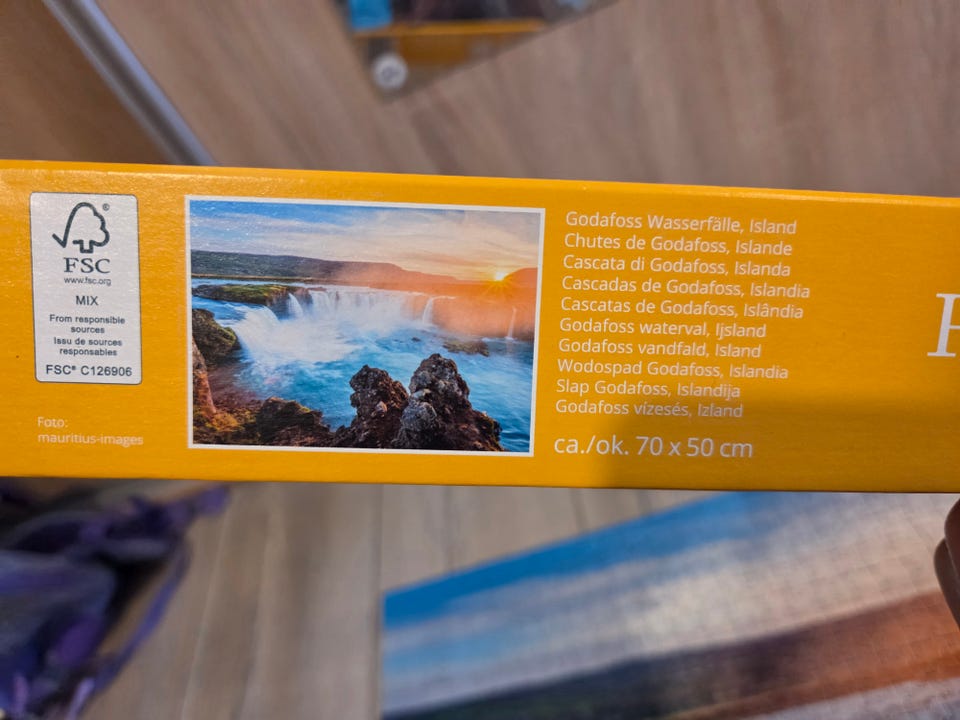 FSC®
www.fsc.org
MIX
From responsible
sources
Issu de sources
responsables
FSC® C126906
Foto:
mauritius-images
Godafoss Wasserfälle, Island
Chutes de Godafoss, Islande
Cascata di Godafoss, Islanda
Cascadas de Godafoss, Islandia
Cascatas de Godafoss, Islândia
Godafoss waterval, Ijsland
Godafoss vandfald, Island
Wodospad Godafoss, Islandia
Slap Godafoss, Islandija
Godafoss vízesés, Izland
ca./ok. 70 x 50 cm